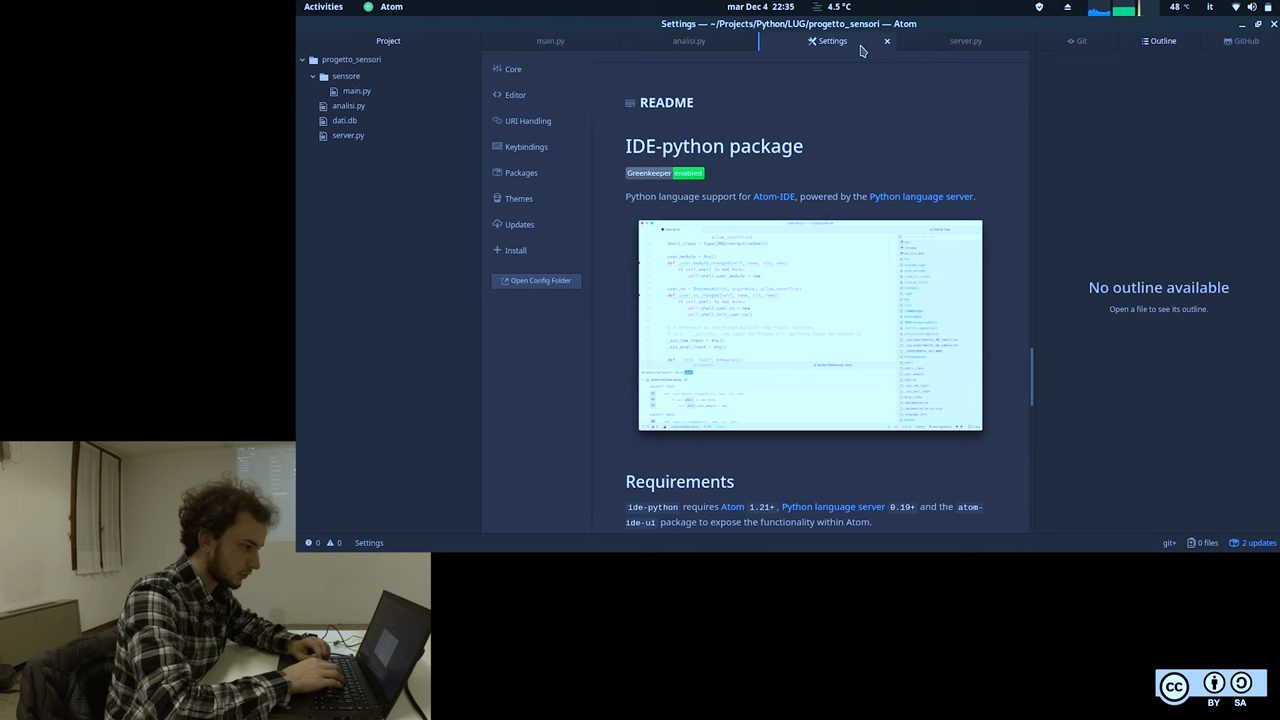 Activities Atom mar Dec 4 22:35 4.5 °C 48 °C it
Settings — ~/Projects/Python/LUG/progetto_sensori — Atom
Project main.py analisi.py Settings server.py Git Outline GitHub
progetto_sensori
sensore
main.py
analisi.py
dati.db
server.py
Core
Editor
URI Handling
Keybindings
Packages
Themes
Updates
Install
Open Config Folder
README
IDE-python package
Greenkeeper enabled
Python language support for Atom-IDE, powered by the Python language server.
Requirements
ide-python requires Atom 1.21+, Python language server 0.19+ and the atom-
ide-ui package to expose the functionality within Atom.
No outline available
Open a file to see its outline.
0 0 Settings git+ 0 files 2 updates
CC BY SA